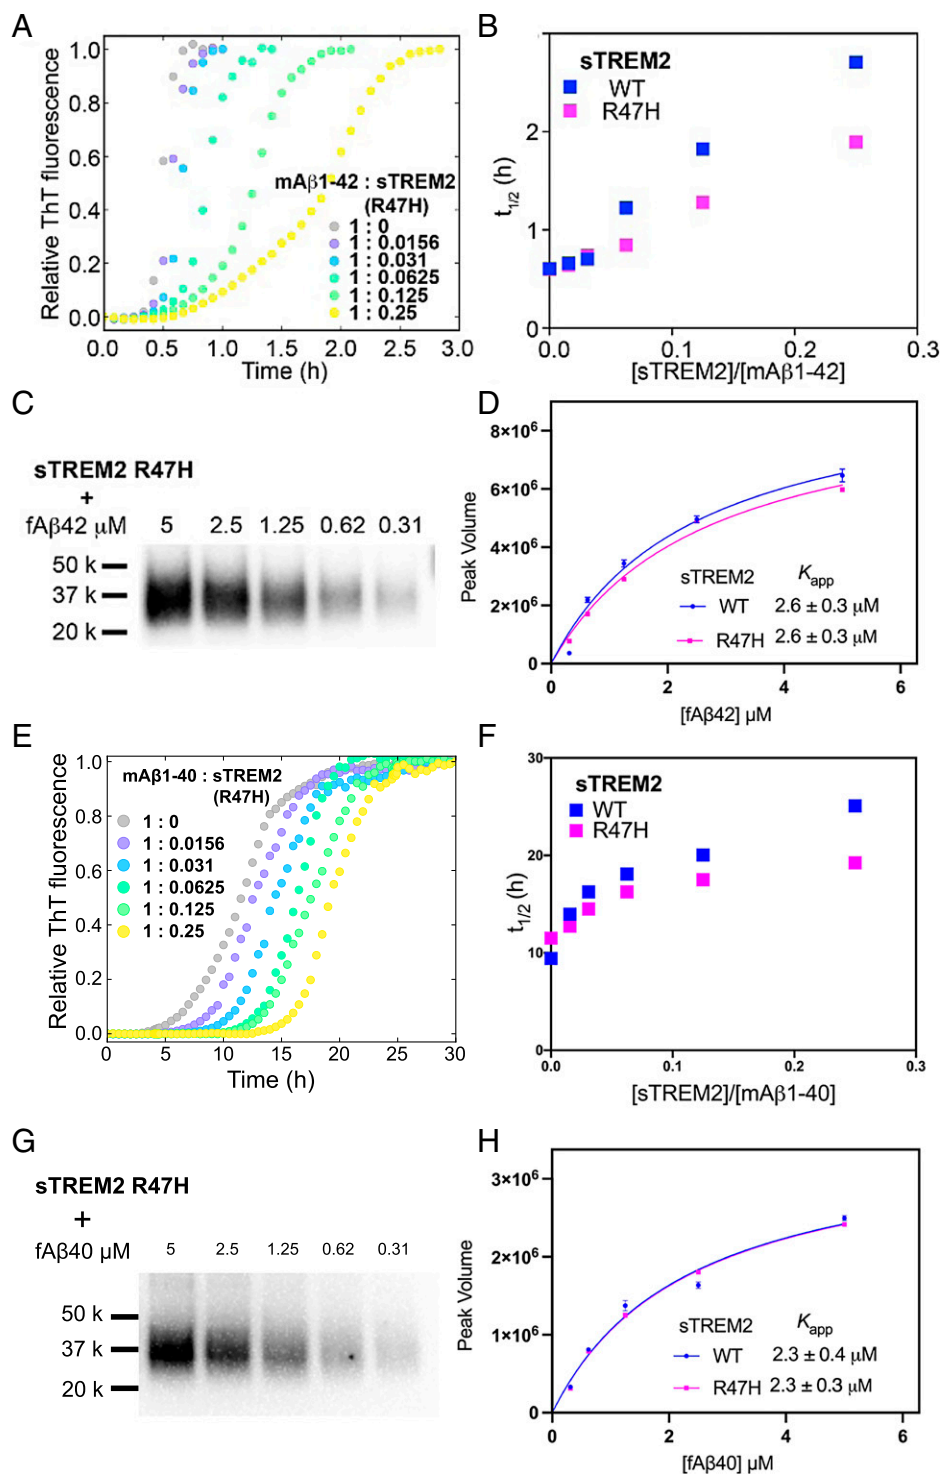 A
Relative ThT fluorescence
1.0
0.8
0.6
0.4
0.2
0.0
mAβ1-42 : sTREM2
(R47H)
1 : 0
1 : 0.0156
1 : 0.031
1 : 0.0625
1 : 0.125
1 : 0.25
0.0 0.5 1.0 1.5 2.0 2.5 3.0
Time (h)
B
t1/2 (h)
2
1
0
sTREM2
WT
R47H
0.0 0.1 0.2 0.3
[sTREM2]/[mAβ1-42]
C
sTREM2 R47H
+
fAβ42 μM 5 2.5 1.25 0.62 0.31
50 k
37 k
20 k
D
Peak Volume
8×10⁶
6×10⁶
4×10⁶
2×10⁶
0
sTREM2 Kapp
WT 2.6 ± 0.3 μM
R47H 2.6 ± 0.3 μM
0 2 4 6
[fAβ42] μM
E
Relative ThT fluorescence
1.0
0.8
0.6
0.4
0.2
0.0
mAβ1-40 : sTREM2
(R47H)
1 : 0
1 : 0.0156
1 : 0.031
1 : 0.0625
1 : 0.125
1 : 0.25
0 5 10 15 20 25 30
Time (h)
F
t1/2 (h)
30
20
10
0
sTREM2
WT
R47H
0.0 0.1 0.2 0.3
[sTREM2]/[mAβ1-40]
G
sTREM2 R47H
+
fAβ40 μM 5 2.5 1.25 0.62 0.31
50 k
37 k
20 k
H
Peak Volume
3×10⁶
2×10⁶
1×10⁶
0
sTREM2 Kapp
WT 2.3 ± 0.4 μM
R47H 2.3 ± 0.3 μM
0 2 4 6
[fAβ40] μM